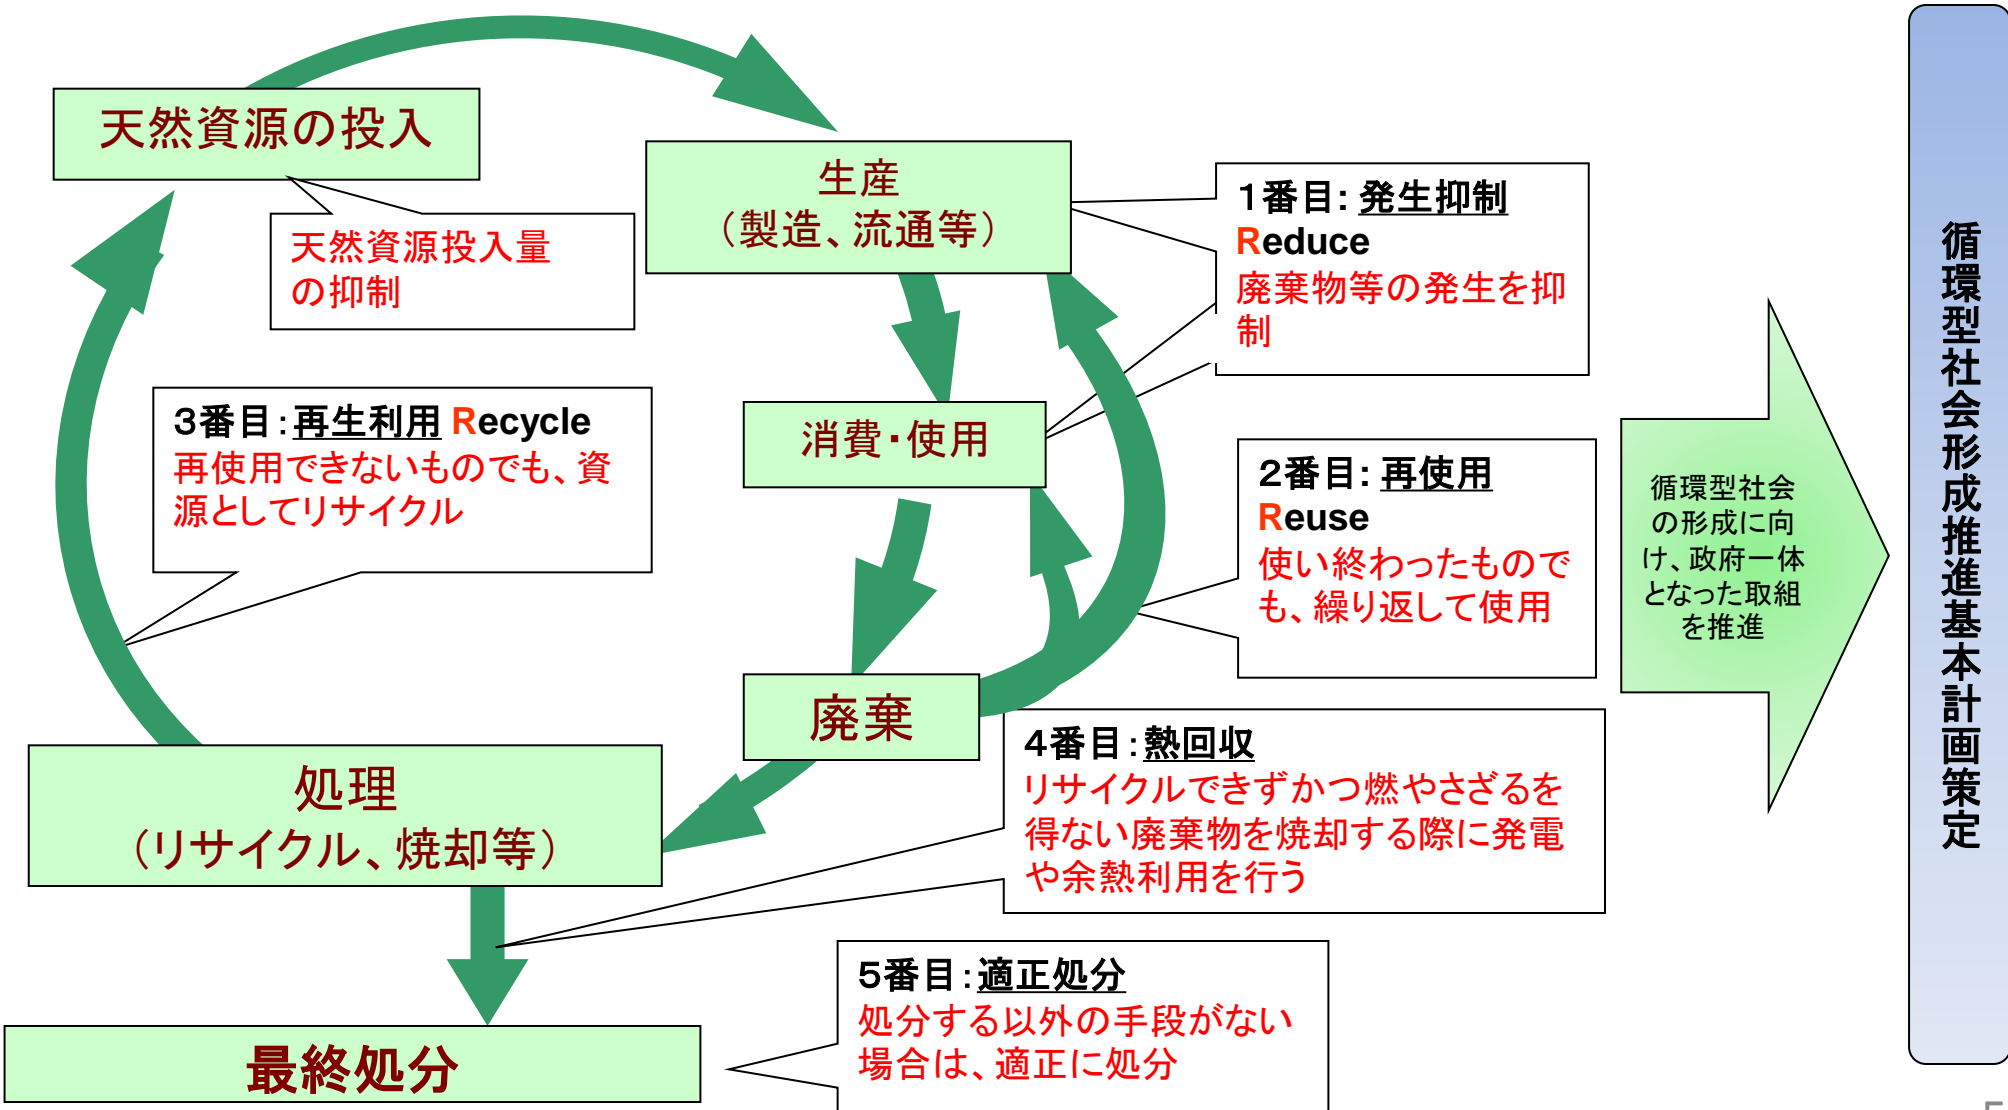 天然資源の投入
天然資源投入量
の抑制
生産
（製造、流通等）
1番目: 発生抑制
Reduce
廃棄物等の発生を抑
制
3番目：再生利用 Recycle
再使用できないものでも、資
源としてリサイクル
消費・使用
2番目: 再使用
Reuse
使い終わったもので
も、繰り返して使用
廃棄
4番目：熱回収
リサイクルできずかつ燃やさざるを
得ない廃棄物を焼却する際に発電
や余熱利用を行う
処理
（リサイクル、焼却等）
5番目：適正処分
処分する以外の手段がない
場合は、適正に処分
最終処分
循環型社会
の形成に向
け、政府一体
となった取組
を推進
循環型社会形成推進基本計画策定